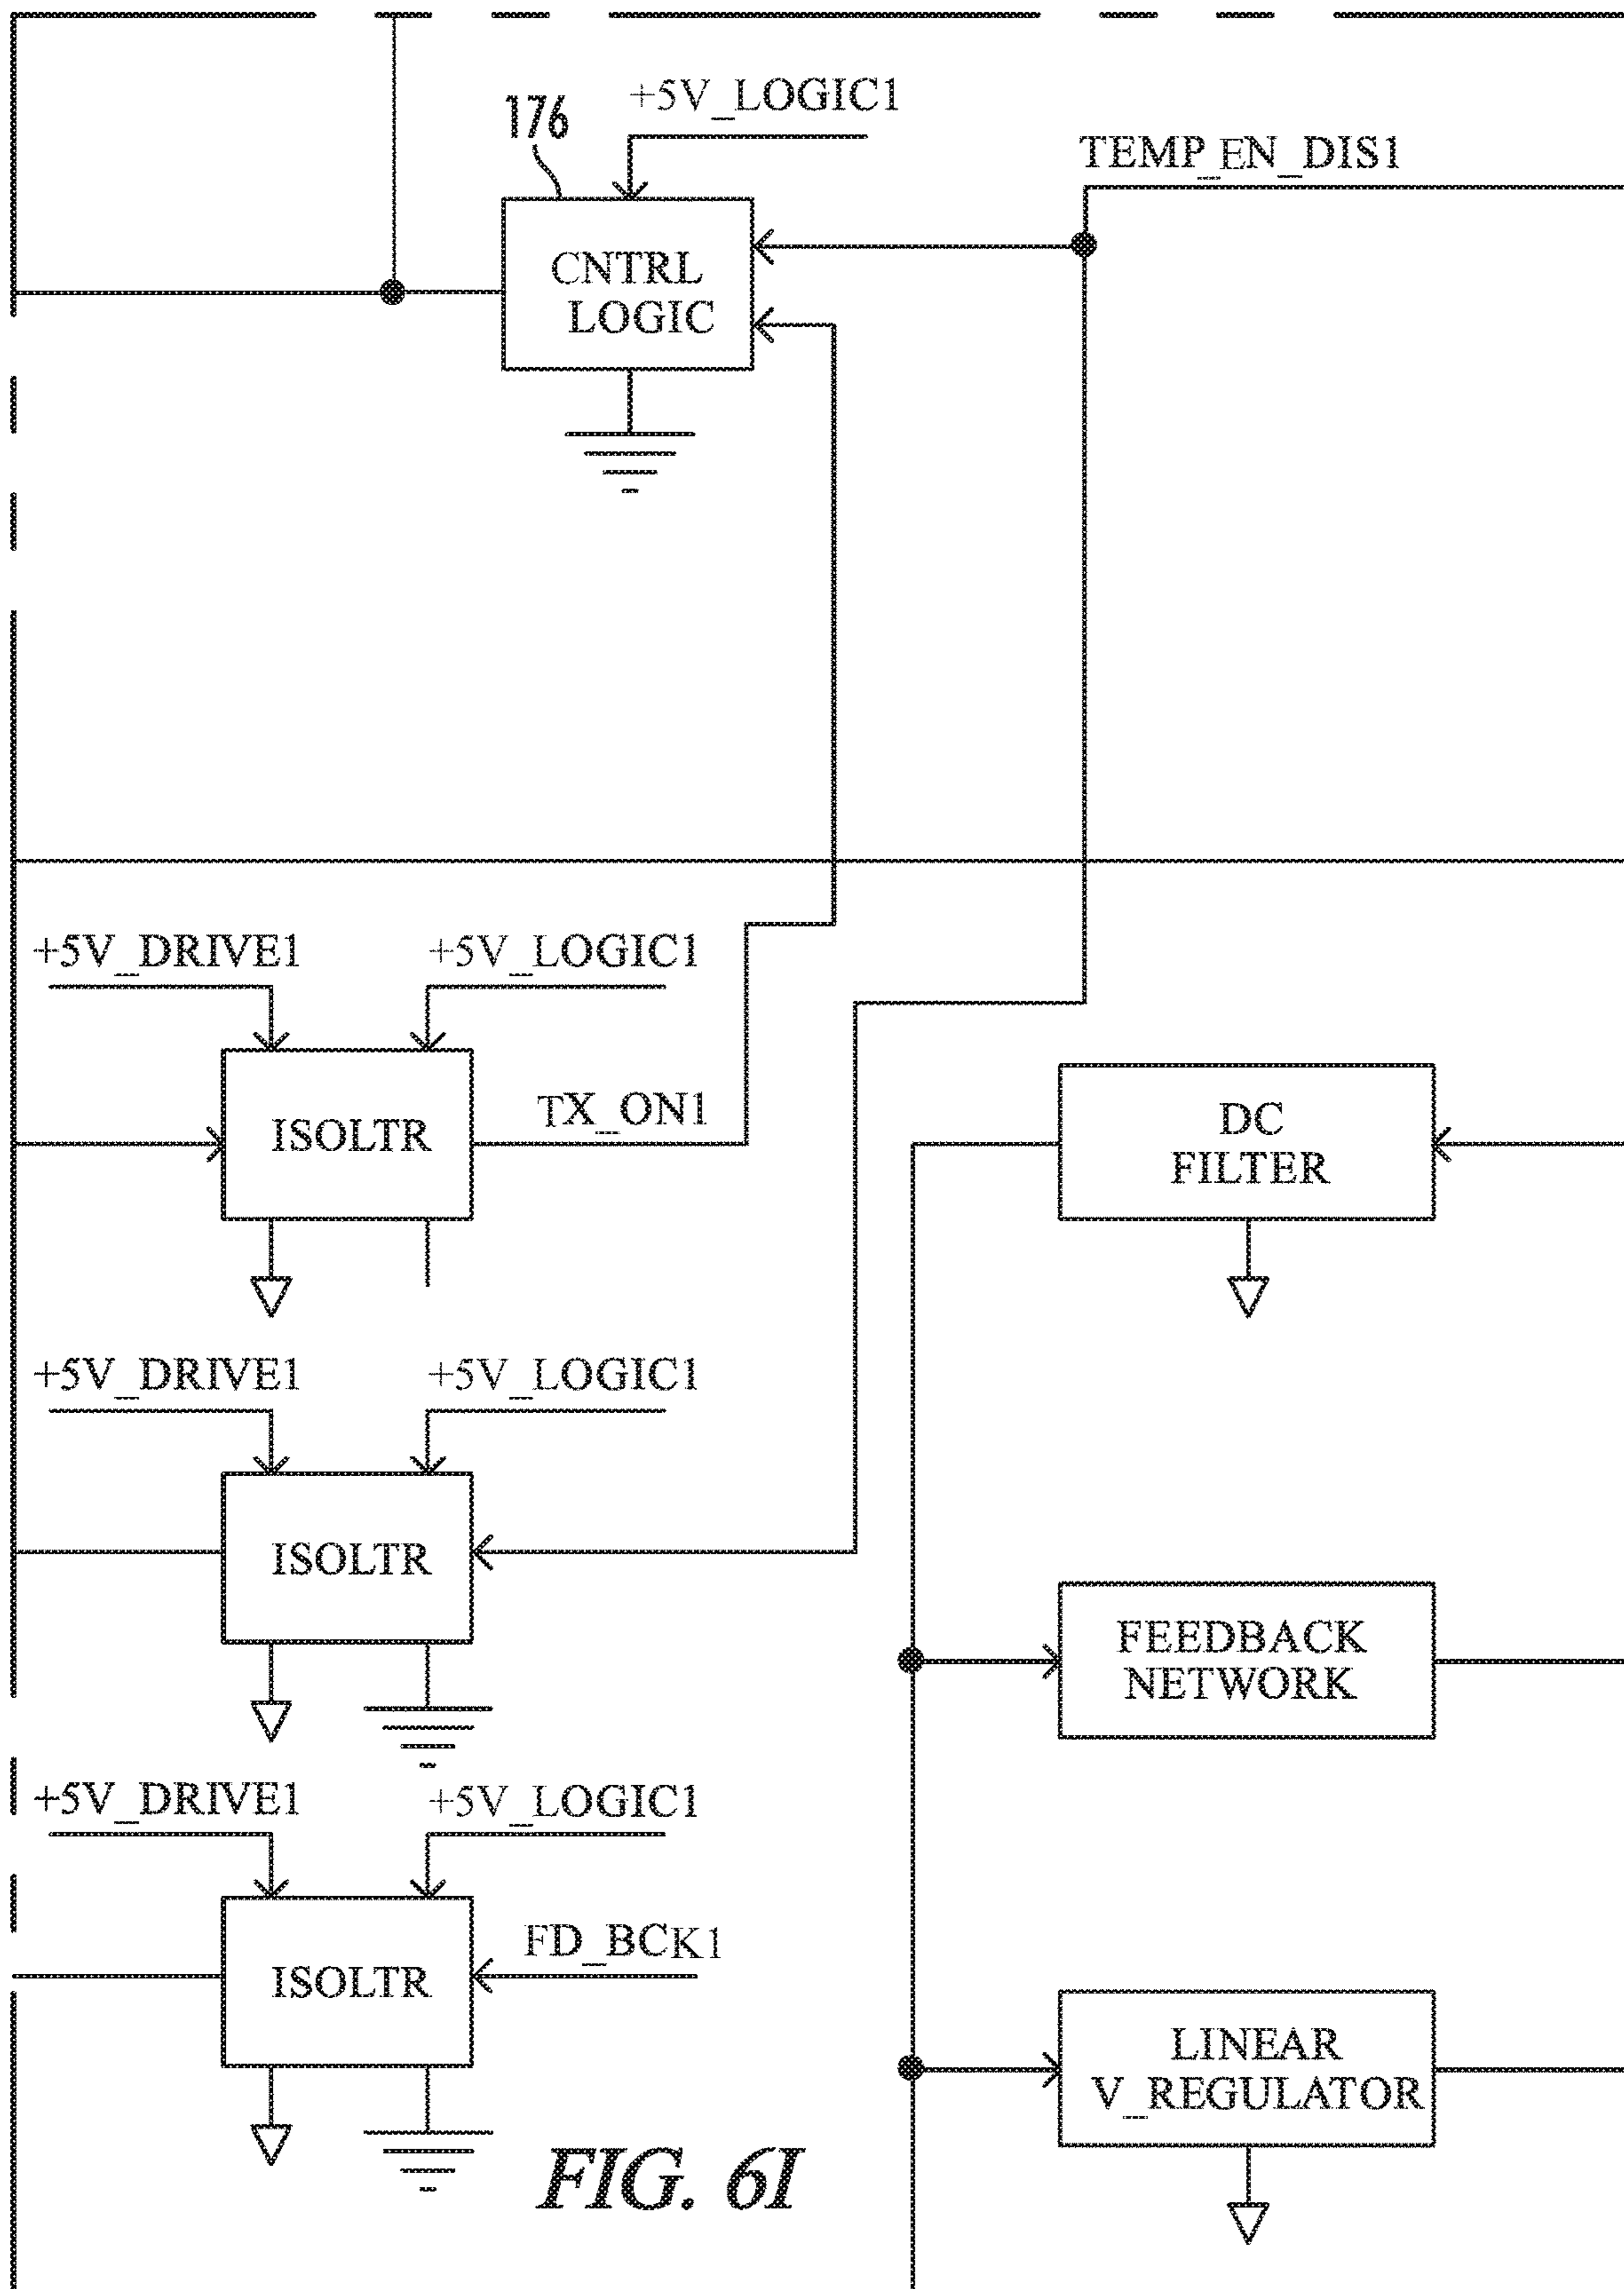 +5V_LOGIC1
176
TEMP_EN_DIS1
CNTRL
LOGIC
+5V_DRIVE1
+5V_LOGIC1
ISOLTR
TX_ON1
DC
FILTER
+5V_DRIVE1
+5V_LOGIC1
ISOLTR
FEEDBACK
NETWORK
+5V_DRIVE1
+5V_LOGIC1
ISOLTR
FD_BCK1
LINEAR
V_REGULATOR
FIG. 6I